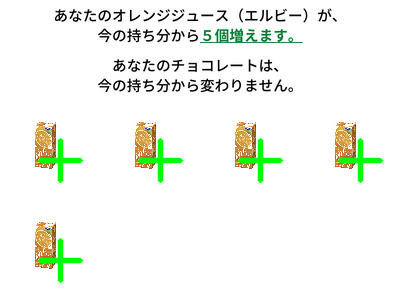 あなたのオレンジジュース（エルビー）が、
今の持ち分から５個増えます。
あなたのチョコレートは、
今の持ち分から変わりません。